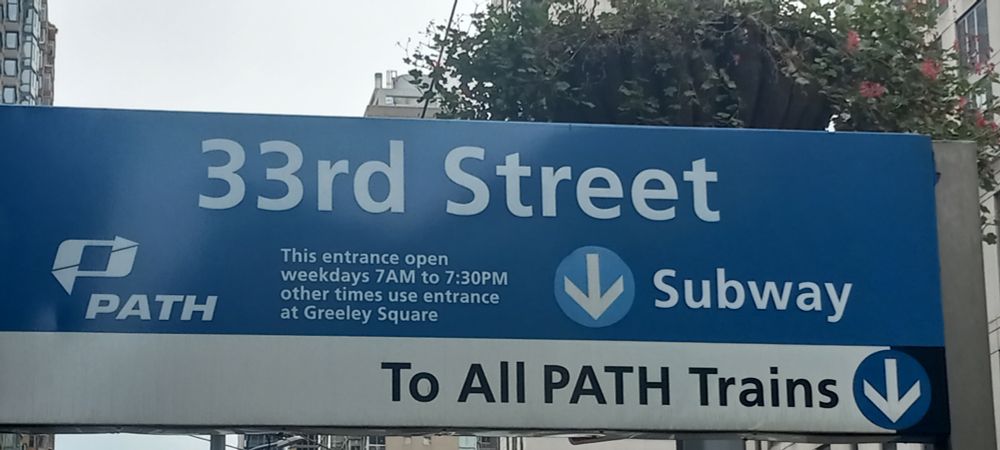 33rd Street
PATH
This entrance open
weekdays 7AM to 7:30PM
other times use entrance
at Greeley Square
Subway
To All PATH Trains